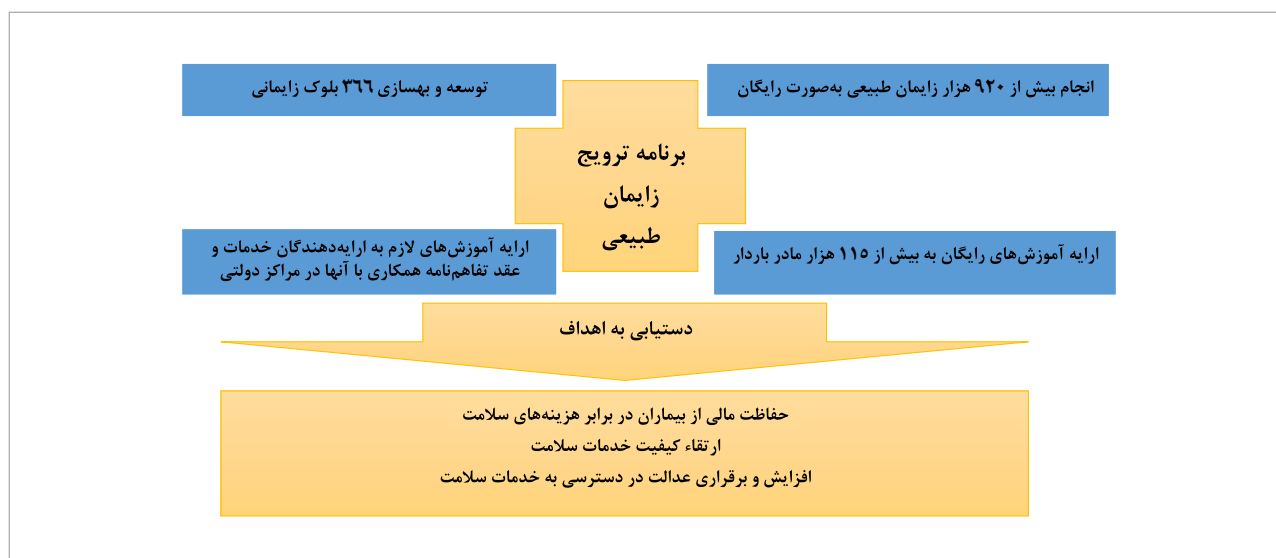 انجام بیش از ۹۲۰ هزار زایمان طبیعی به‌صورت رایگان
توسعه و بهسازی ۳۶۶ بلوک زایمانی
برنامه ترویج
زایمان
طبیعی
ارایه آموزش‌های رایگان به بیش از ۱۱۵ هزار مادر باردار
ارایه آموزش‌های لازم به ارایه‌دهندگان خدمات و
عقد تفاهم‌نامه همکاری با آنها در مراکز دولتی
دستیابی به اهداف
حفاظت مالی از بیماران در برابر هزینه‌های سلامت
ارتقاء کیفیت خدمات سلامت
افزایش و برقراری عدالت در دسترسی به خدمات سلامت